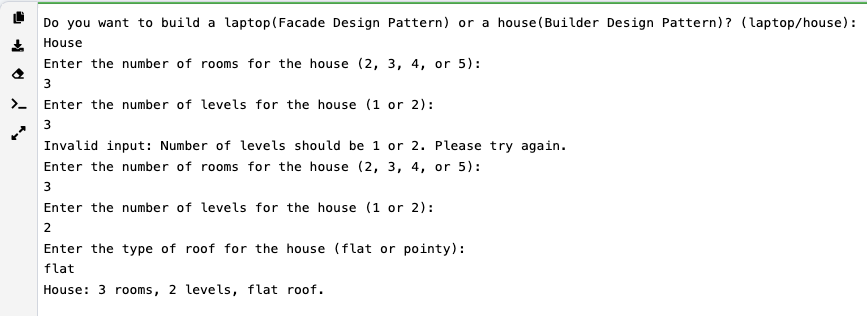 Do you want to build a laptop(Facade Design Pattern) or a house(Builder Design Pattern)? (laptop/house):
House
Enter the number of rooms for the house (2, 3, 4, or 5):
3
Enter the number of levels for the house (1 or 2):
3
Invalid input: Number of levels should be 1 or 2. Please try again.
Enter the number of rooms for the house (2, 3, 4, or 5):
3
Enter the number of levels for the house (1 or 2):
2
Enter the type of roof for the house (flat or pointy):
flat
House: 3 rooms, 2 levels, flat roof.